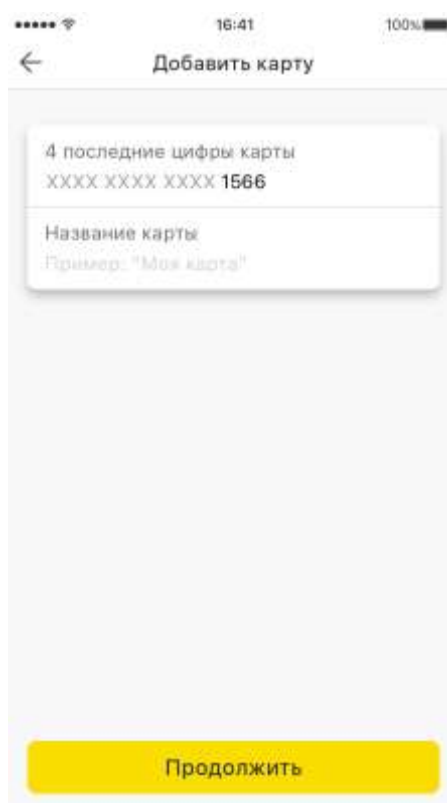 16:41
100%
Добавить карту
4 последние цифры карты
XXXX XXXX XXXX 1566
Название карты
Пример: "Моя карта"
Продолжить